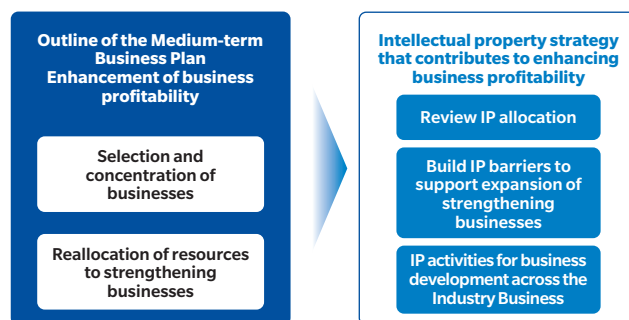 Outline of the Medium-term
Business Plan
Enhancement of business
profitability
Selection and
concentration of
businesses
Reallocation of resources
to strengthening
businesses
Intellectual property strategy
that contributes to enhancing
business profitability
Review IP allocation
Build IP barriers to
support expansion of
strengthening
businesses
IP activities for business
development across the
Industry Business